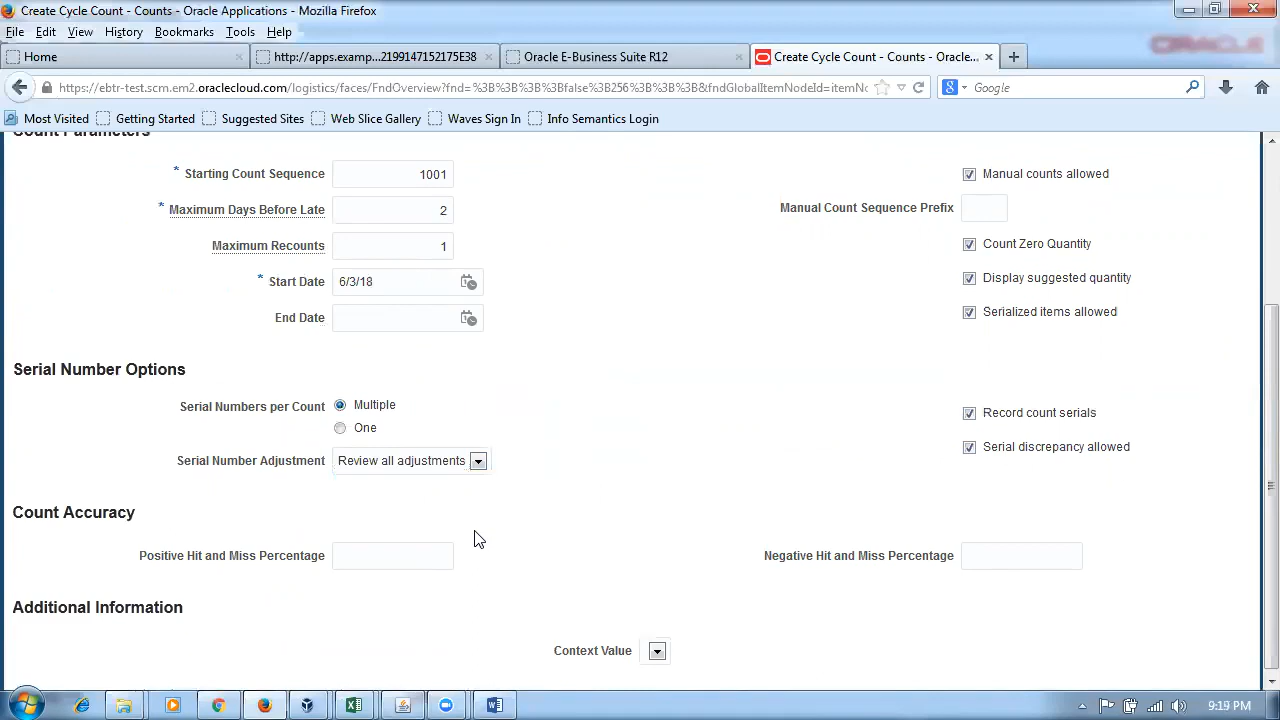 Create Cycle Count - Counts - Oracle Applications - Mozilla Firefox
File Edit View History Bookmarks Tools Help
Home
http://apps.examp...2199147152175E38
Oracle E-Business Suite R12
Create Cycle Count - Counts - Oracle...
ORACLE
https://ebtr-test.scm.em2.oraclecloud.com/logistics/faces/FndOverview?fnd=%3B%3B%3B%3Bfalse%3B256%3B%3B%3B&fndGlobalItemNodeId=itemNo
Google
Most Visited Getting Started Suggested Sites Web Slice Gallery Waves Sign In Info Semantics Login
Count Parameters
* Starting Count Sequence 1001
Manual counts allowed
* Maximum Days Before Late 2
Manual Count Sequence Prefix
Maximum Recounts 1
Count Zero Quantity
* Start Date 6/3/18
Display suggested quantity
End Date
Serialized items allowed
Serial Number Options
Serial Numbers per Count Multiple
One
Record count serials
Serial Number Adjustment Review all adjustments
Serial discrepancy allowed
Count Accuracy
Positive Hit and Miss Percentage
Negative Hit and Miss Percentage
Additional Information
Context Value
9:19 PM